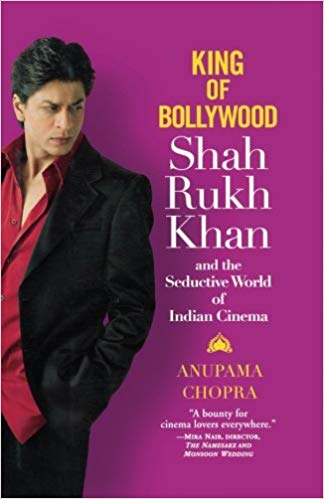 KING
OF
BOLLYWOOD
Shah
Rukh
Khan
and the
Seductive World
of
Indian Cinema
ANUPAMA
CHOPRA
"A bounty for
cinema lovers everywhere."
—MIRA NAIR, DIRECTOR,
THE NAMESAKE AND
MONSOON WEDDING